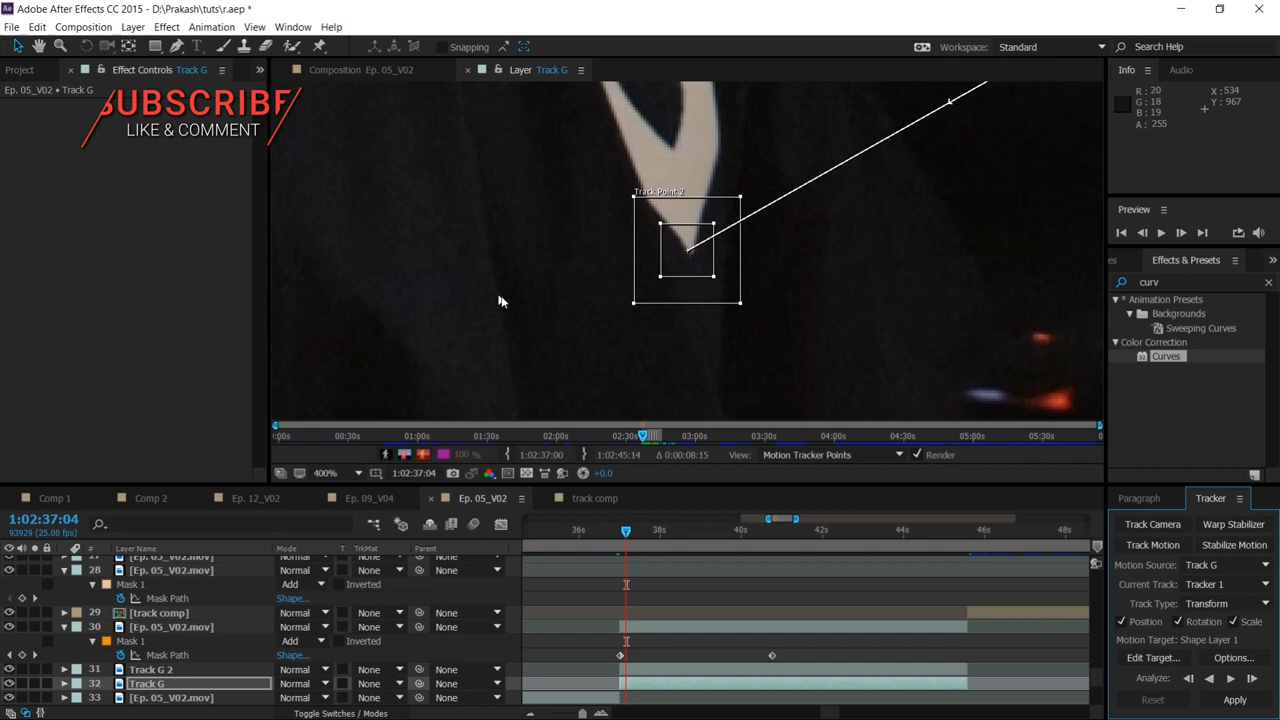 Adobe After Effects CC 2015 - D:\Prakash\tuts\r.aep *
File Edit Composition Layer Effect Animation View Window Help
Snapping
Workspace: Standard
Search Help
Project
Effect Controls Track G
Composition Ep. 05_V02
Layer Track G
Info
Audio
Ep. 05_V02 • Track G
SUBSCRIBE
LIKE & COMMENT
R: 20
G: 18
B: 19
A: 255
X: 534
Y: 967
Track Point 2
Preview
Effects & Presets
curv
* Animation Presets
Backgrounds
Sweeping Curves
Color Correction
Curves
:00s 00:30s 01:00s 01:30s 02:00s 02:30s 03:00s 03:30s 04:00s 04:30s 05:00s 05:30s
100 %
1:02:37:00
1:02:45:14
Δ 0:00:08:15
View: Motion Tracker Points
Render
400%
1:02:37:04
+0.0
Comp 1
Comp 2
Ep. 12_V02
Ep. 09_V04
Ep. 05_V02
track comp
Paragraph
Tracker
1:02:37:04
93929 (25.00 fps)
36s 38s 40s 42s 44s 46s 48s
# Layer Name Mode T TrkMat Parent
27 [Ep. 05_V02.mov] Normal None None
28 [Ep. 05_V02.mov] Normal None None
Mask 1 Add Inverted
Mask Path Shape...
29 [track comp] Normal None None
30 [Ep. 05_V02.mov] Normal None None
Mask 1 Add Inverted
Mask Path Shape...
31 Track G 2 Normal None None
32 Track G Normal None None
33 [Ep. 05_V02.mov] Normal None None
Toggle Switches / Modes
Track Camera
Warp Stabilizer
Track Motion
Stabilize Motion
Motion Source: Track G
Current Track: Tracker 1
Track Type: Transform
Position Rotation Scale
Motion Target: Shape Layer 1
Edit Target...
Options...
Analyze:
Reset
Apply